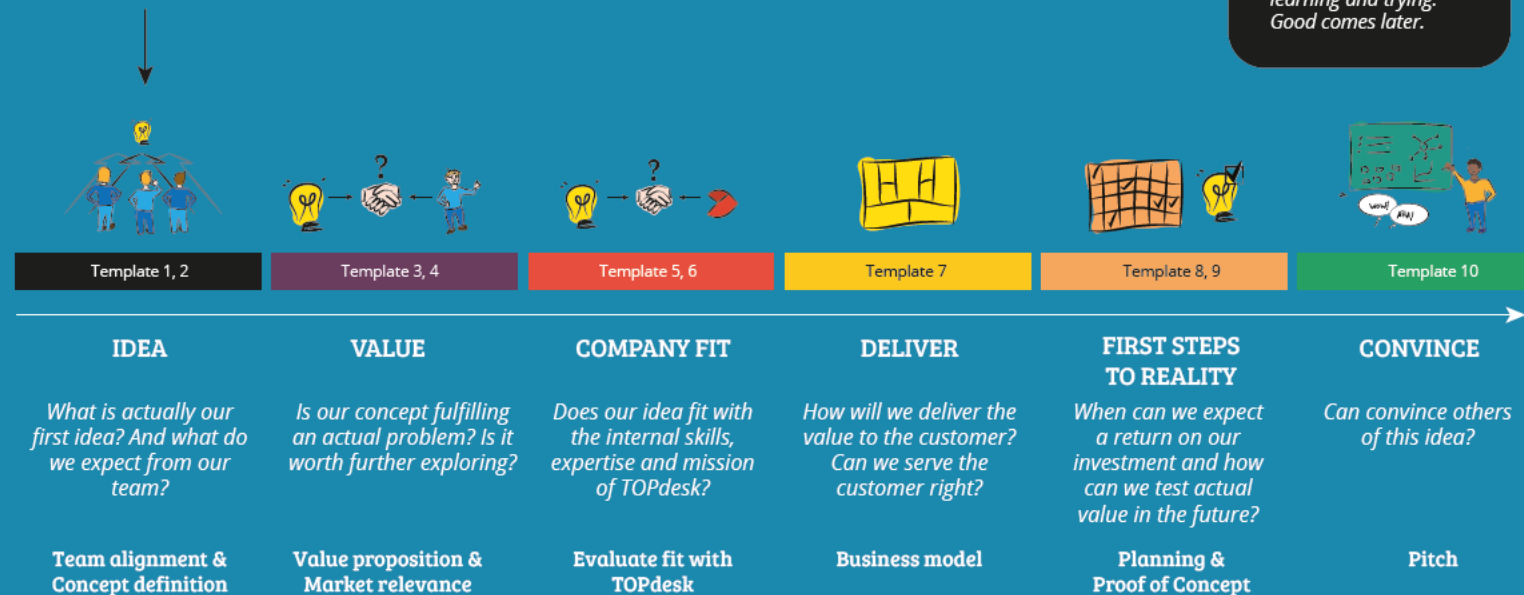 learning and trying.
Good comes later.
?
?
wow!
Template 1, 2
Template 3, 4
Template 5, 6
Template 7
Template 8, 9
Template 10
IDEA
What is actually our
first idea? And what do
we expect from our
team?
Team alignment &
Concept definition
VALUE
Is our concept fulfilling
an actual problem? Is it
worth further exploring?
Value proposition &
Market relevance
COMPANY FIT
Does our idea fit with
the internal skills,
expertise and mission
of TOPdesk?
Evaluate fit with
TOPdesk
DELIVER
How will we deliver the
value to the customer?
Can we serve the
customer right?
Business model
FIRST STEPS
TO REALITY
When can we expect
a return on our
investment and how
can we test actual
value in the future?
Planning &
Proof of Concept
CONVINCE
Can convince others
of this idea?
Pitch